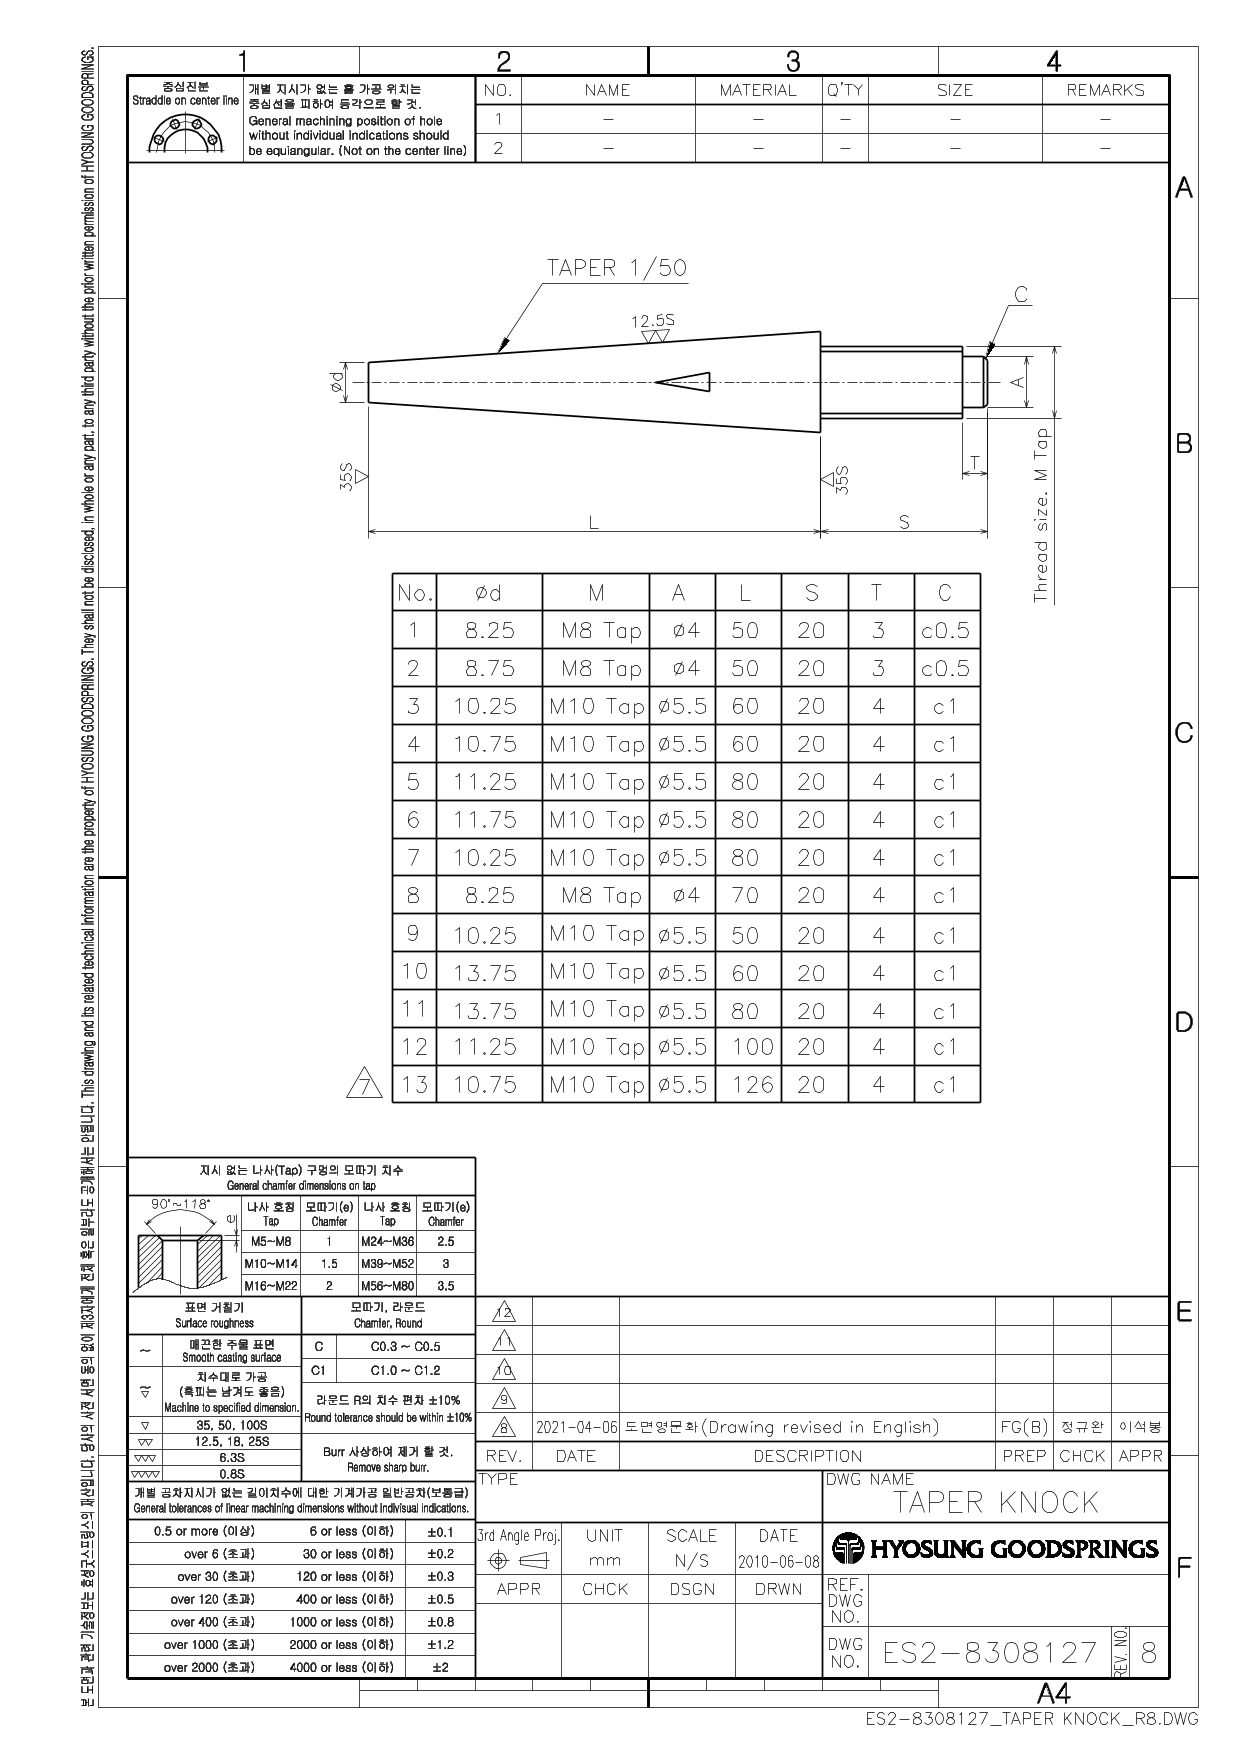 1 2 3 4
중심진분
Straddle on center line
개별 지시가 없는 홀 가공 위치는
중심선을 피하여 등각으로 할 것.
General machining position of hole
without individual indications should
be equiangular. (Not on the center line)
NO. NAME MATERIAL Q'TY SIZE REMARKS
1 – – – – –
2 – – – – –
A
B
C
D
E
F
TAPER 1/50
12.5S
C
Ød
A
T
35S
35S
L
S
Thread size. M Tap
No. Ød M A L S T C
1 8.25 M8 Tap Ø4 50 20 3 c0.5
2 8.75 M8 Tap Ø4 50 20 3 c0.5
3 10.25 M10 Tap Ø5.5 60 20 4 c1
4 10.75 M10 Tap Ø5.5 60 20 4 c1
5 11.25 M10 Tap Ø5.5 80 20 4 c1
6 11.75 M10 Tap Ø5.5 80 20 4 c1
7 10.25 M10 Tap Ø5.5 80 20 4 c1
8 8.25 M8 Tap Ø4 70 20 4 c1
9 10.25 M10 Tap Ø5.5 50 20 4 c1
10 13.75 M10 Tap Ø5.5 60 20 4 c1
11 13.75 M10 Tap Ø5.5 80 20 4 c1
12 11.25 M10 Tap Ø5.5 100 20 4 c1
7 13 10.75 M10 Tap Ø5.5 126 20 4 c1
지시 없는 나사(Tap) 구멍의 모따기 치수
General chamfer dimensions on tap
90°~118°
e
나사 호칭 모따기(e) 나사 호칭 모따기(e)
Tap Chamfer Tap Chamfer
M5~M8 1 M24~M36 2.5
M10~M14 1.5 M39~M52 3
M16~M22 2 M56~M80 3.5
표면 거칠기
Surface roughness
~ 매끈한 주물 표면
Smooth casting surface
~ 치수대로 가공
(흑피는 남겨도 좋음)
Machine to specified dimension.
35, 50, 100S
12.5, 18, 25S
6.3S
0.8S
모따기, 라운드
Chamfer, Round
C C0.3 ~ C0.5
C1 C1.0 ~ C1.2
라운드 R의 치수 편차 ±10%
Round tolerance should be within ±10%
Burr 사상하여 제거 할 것.
Remove sharp burr.
개별 공차지시가 없는 길이치수에 대한 기계가공 일반공차(보통급)
General tolerances of linear machining dimensions without indivisual indications.
0.5 or more (이상) 6 or less (이하) ±0.1
over 6 (초과) 30 or less (이하) ±0.2
over 30 (초과) 120 or less (이하) ±0.3
over 120 (초과) 400 or less (이하) ±0.5
over 400 (초과) 1000 or less (이하) ±0.8
over 1000 (초과) 2000 or less (이하) ±1.2
over 2000 (초과) 4000 or less (이하) ±2
12
11
10
9
8 2021-04-06 도면영문화(Drawing revised in English) FG(B) 정규완 이석봉
REV. DATE DESCRIPTION PREP CHCK APPR
TYPE
DWG NAME
TAPER KNOCK
3rd Angle Proj. UNIT SCALE DATE
mm N/S 2010-06-08
APPR CHCK DSGN DRWN
HYOSUNG GOODSPRINGS
REF.
DWG
NO.
DWG
NO.
ES2-8308127
REV. NO.
8
A4
ES2-8308127_TAPER KNOCK_R8.DWG
본 도면과 관련 기술정보는 효성굿스프링스의 재산입니다. 당사의 사전 서면 동의 없이 제3자에게 전체 혹은 일부라도 공개해서는 안됩니다. This drawing and its related technical information are the property of HYOSUNG GOODSPRINGS. They shall not be disclosed, in whole or any part, to any third party without the prior written permission of HYOSUNG GOODSPRINGS.